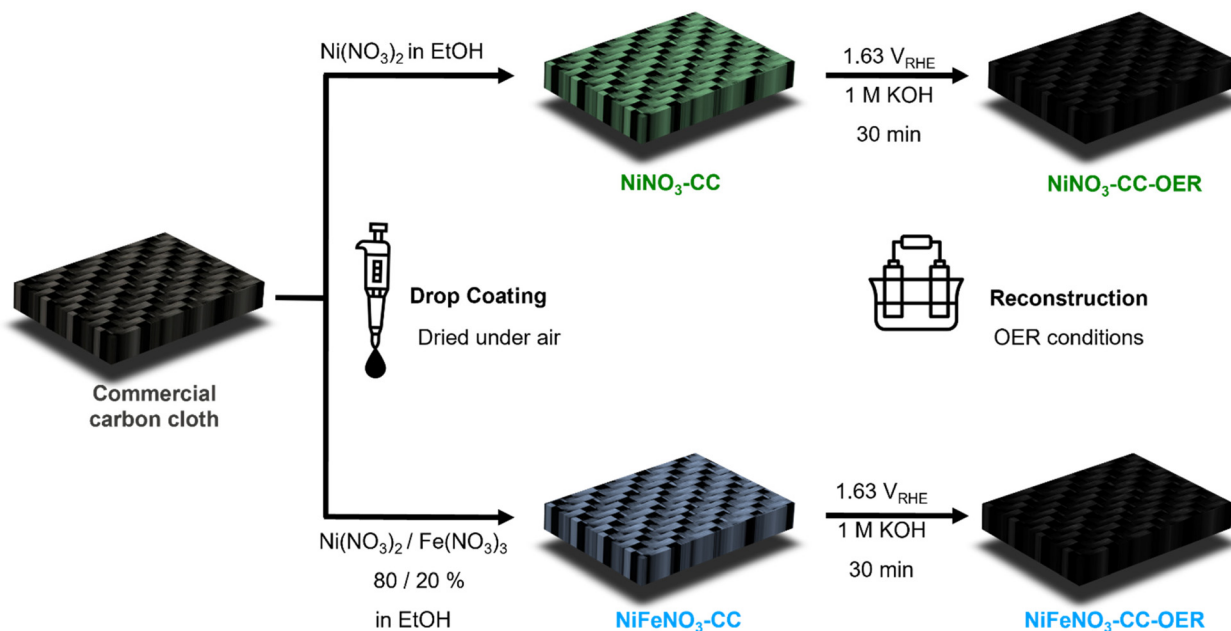 Ni(NO₃)₂ in EtOH
NiNO₃-CC
1.63 V_RHE
1 M KOH
30 min
NiNO₃-CC-OER
Commercial
carbon cloth
Drop Coating
Dried under air
Reconstruction
OER conditions
Ni(NO₃)₂ / Fe(NO₃)₃
80 / 20 %
in EtOH
NiFeNO₃-CC
1.63 V_RHE
1 M KOH
30 min
NiFeNO₃-CC-OER